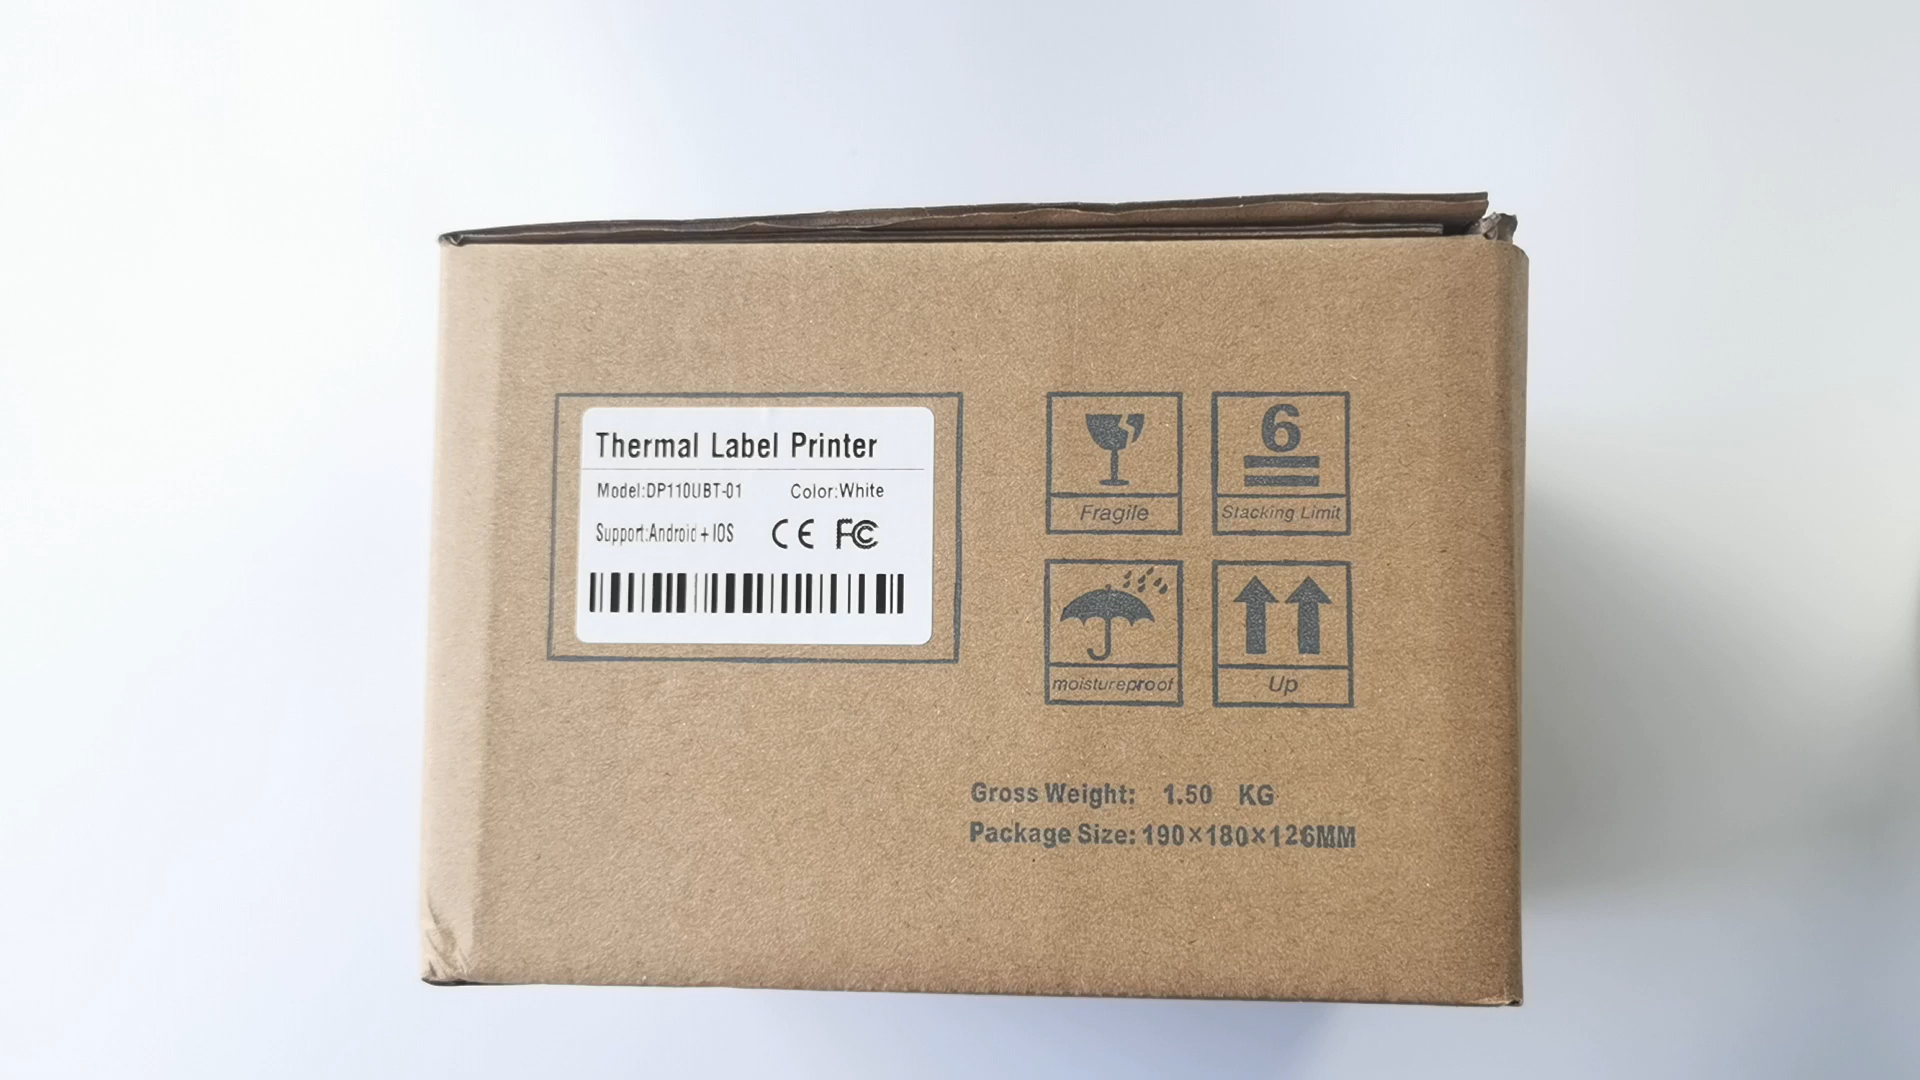 Thermal Label Printer
Model:DP110UBT-01 Color:White
Support:Android + IOS CE FC
Fragile
6
Stacking Limit
moistureproof
Up
Gross Weight: 1.50 KG
Package Size: 190×180×126MM